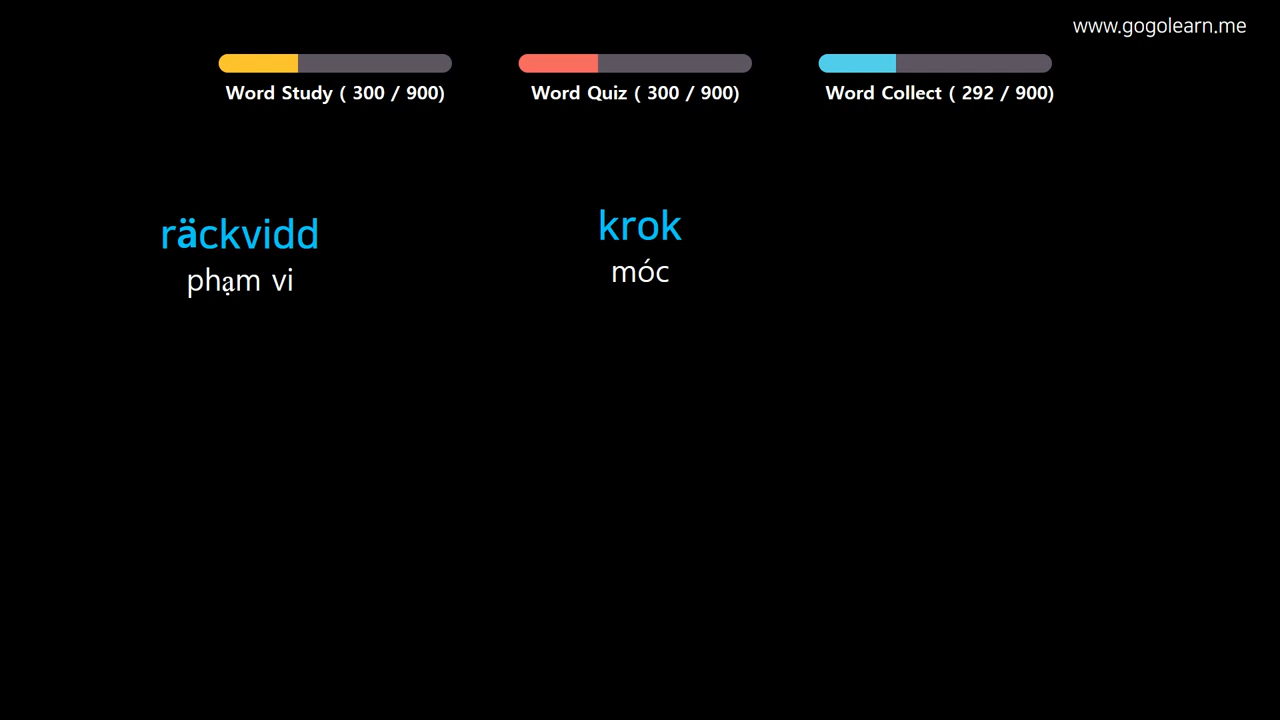 www.gogolearn.me
Word Study ( 300 / 900)
Word Quiz ( 300 / 900)
Word Collect ( 292 / 900)
räckvidd
phạm vi
krok
móc